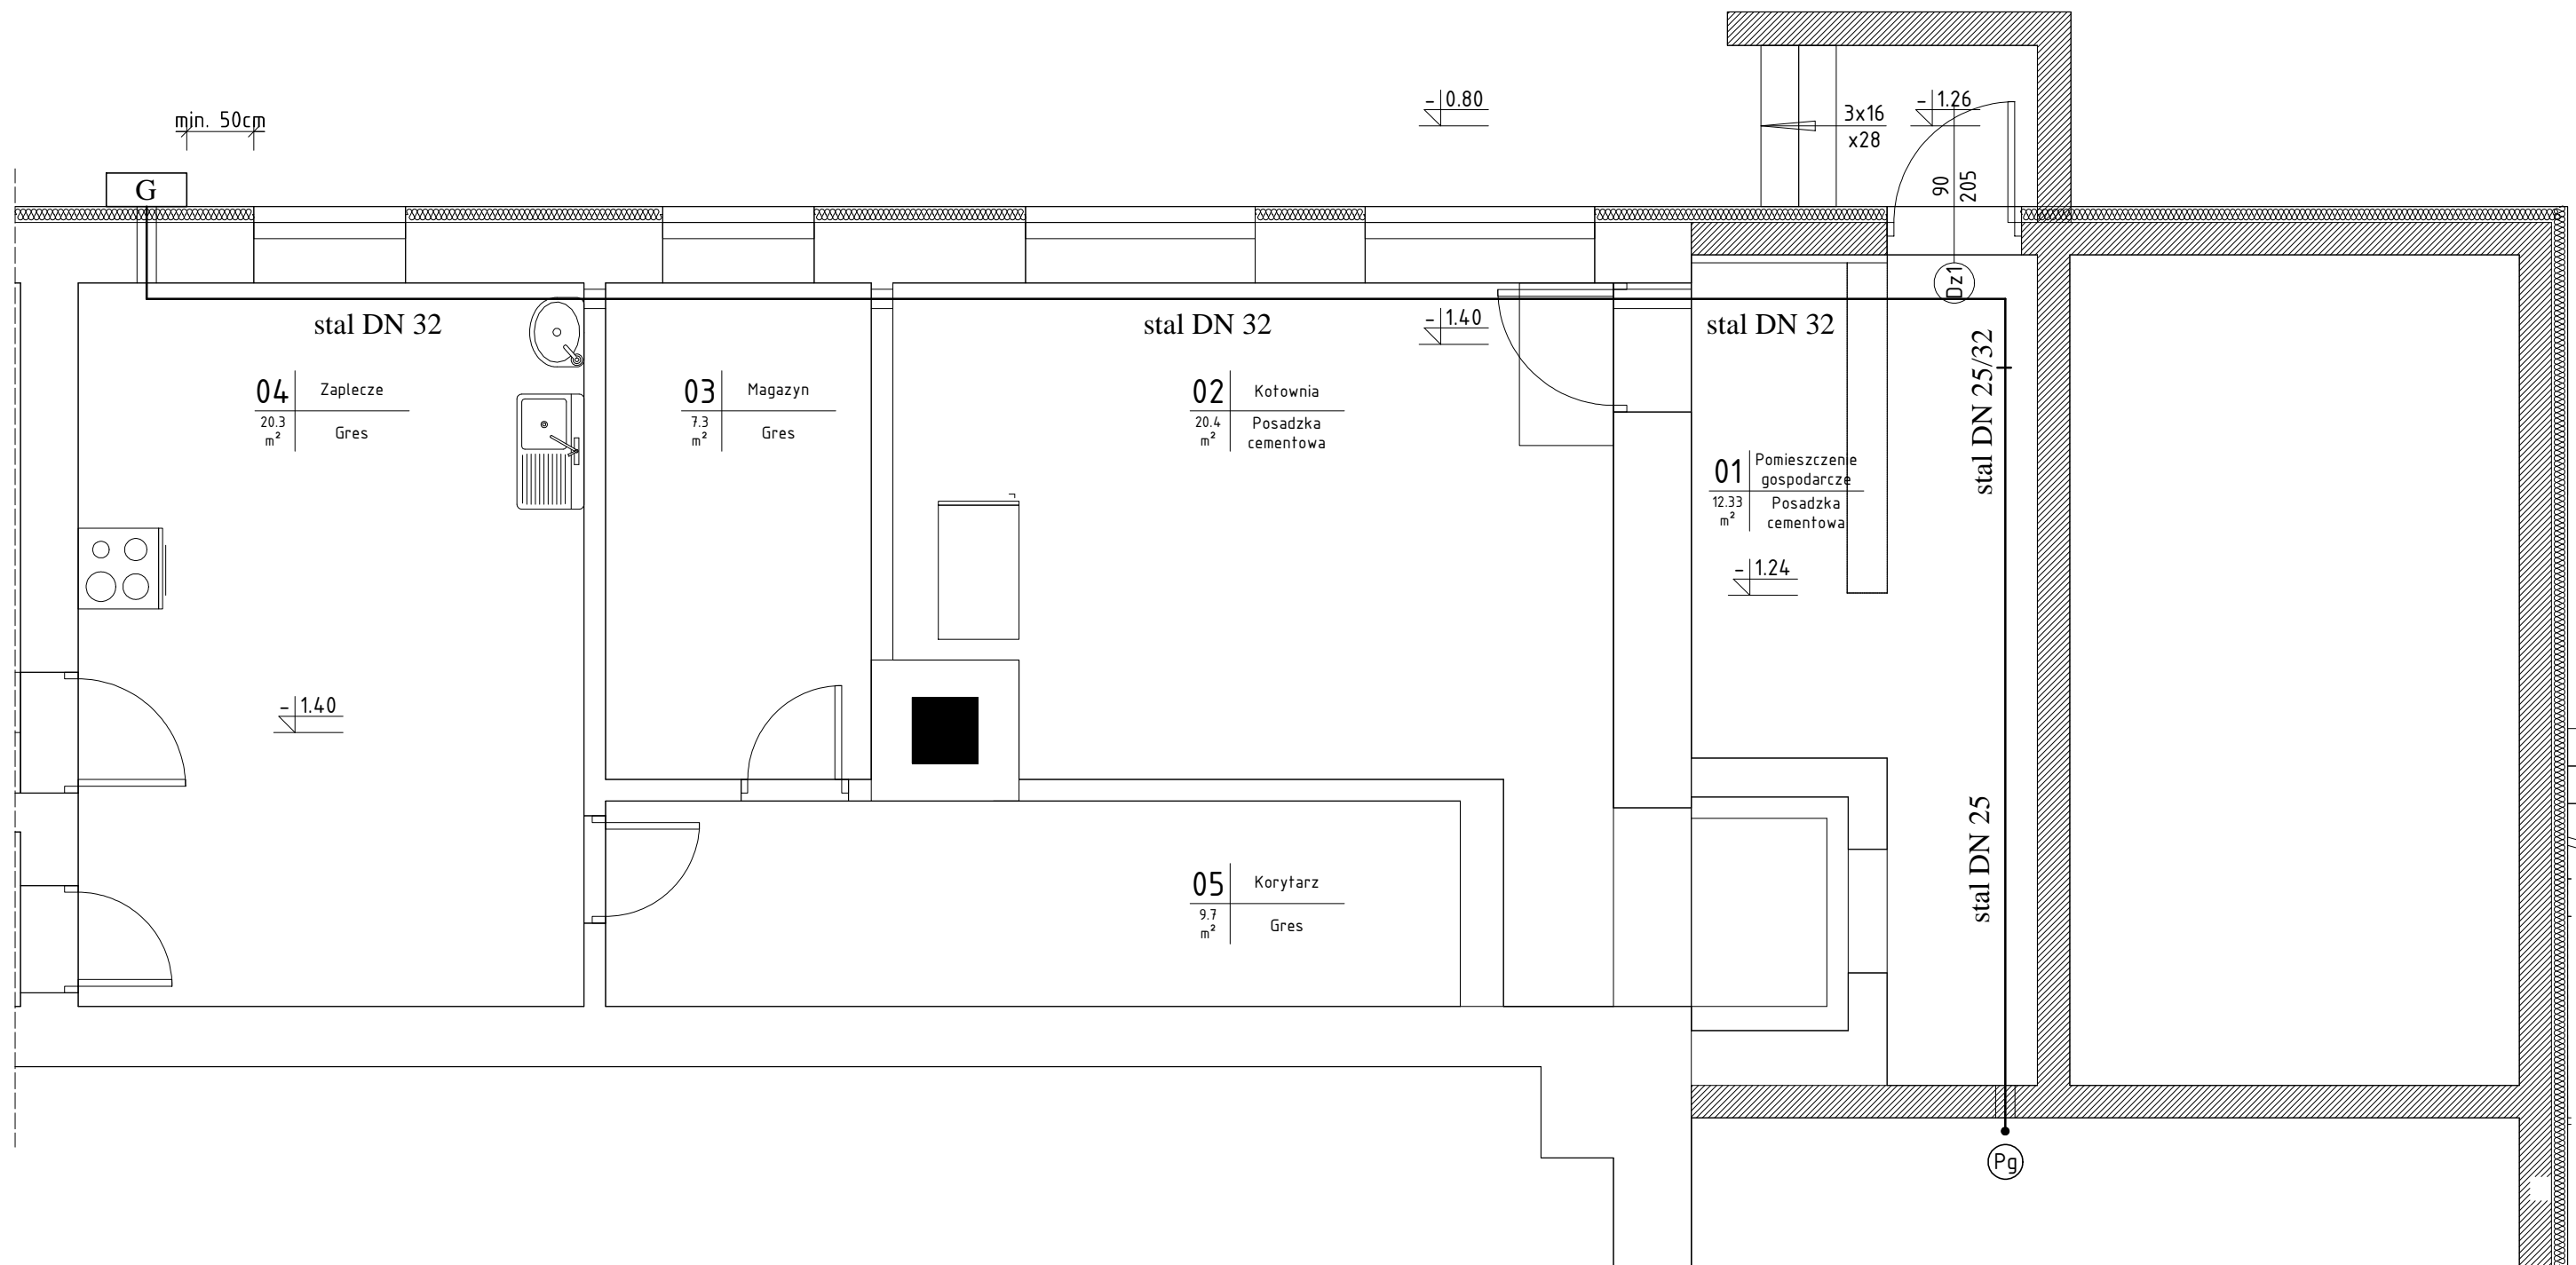 min. 50cm
G
- 0.80
3x16
x28
- 1.26
90
205
Dz1
stal DN 32
stal DN 32
- 1.40
stal DN 32
stal DN 25/32
04
Zaplecze
20.3
m²
Gres
03
Magazyn
7.3
m²
Gres
02
Kotownia
20.4
m²
Posadzka
cementowa
01
Pomieszczenie
gospodarcze
12.33
m²
Posadzka
cementowa
- 1.24
- 1.40
05
Korytarz
9.7
m²
Gres
stal DN 25
Pg